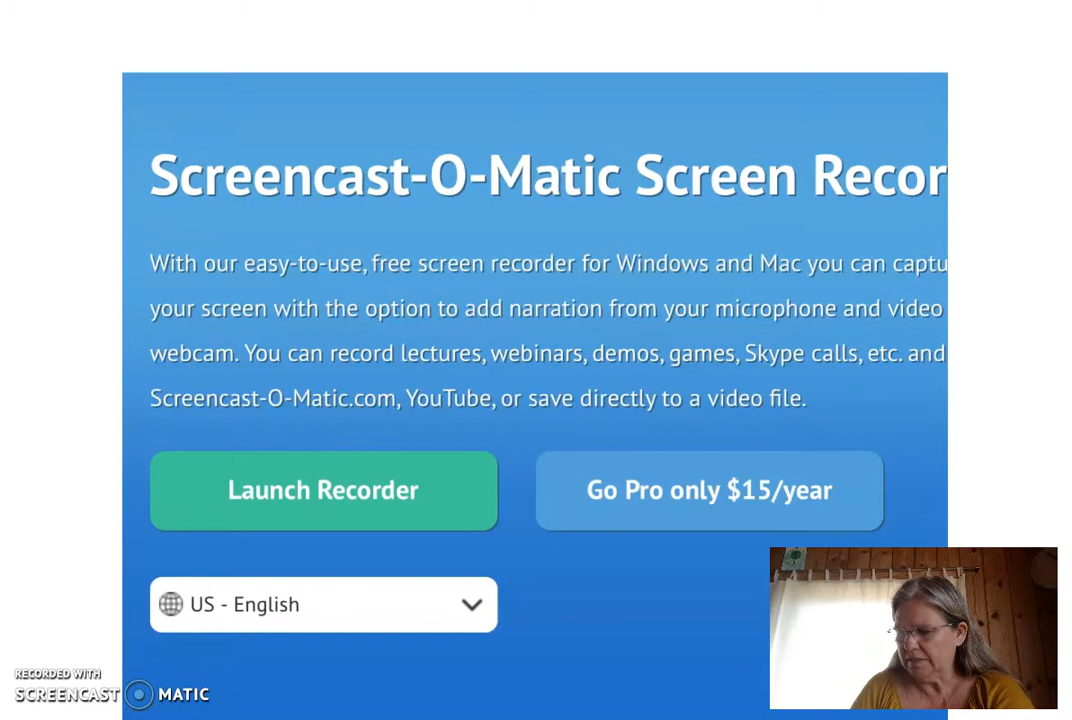 Screencast-O-Matic Screen Recor
With our easy-to-use, free screen recorder for Windows and Mac you can captu
your screen with the option to add narration from your microphone and video
webcam. You can record lectures, webinars, demos, games, Skype calls, etc. and
Screencast-O-Matic.com, YouTube, or save directly to a video file.
Launch Recorder
Go Pro only $15/year
US - English
RECORDED WITH
SCREENCAST MATIC